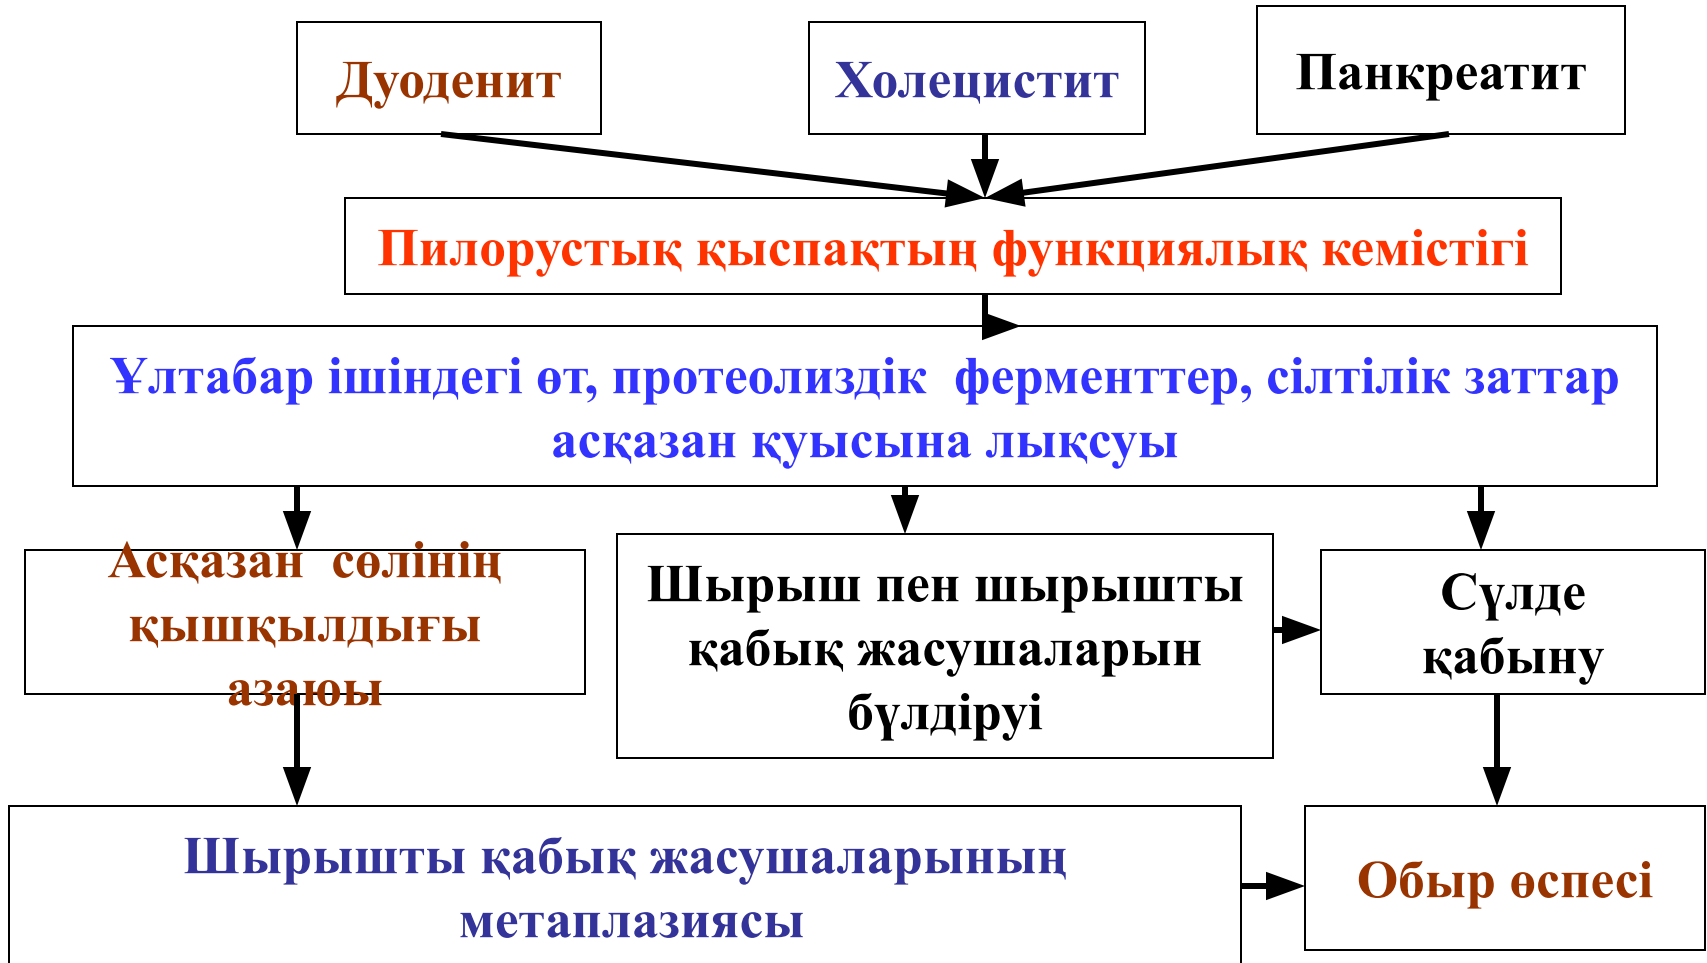 Дуоденит
Холецистит
Панкреатит
Пилорустық қыспақтың функциялық кемістігі
Ұлтабар ішіндегі өт, протеолиздік ферменттер, сілтілік заттар
асқазан қуысына лықсуы
Асқазан сөлінің
қышқылдығы
азаюы
Шырыш пен шырышты
қабық жасушаларын
бүлдіруі
Сүлде
қабыну
Шырышты қабық жасушаларының
метаплазиясы
Обыр өспесі